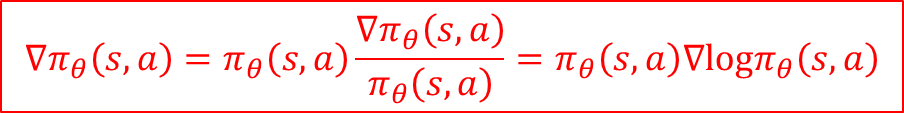 ∇π_θ(s, a) = π_θ(s, a) ∇π_θ(s, a) / π_θ(s, a) = π_θ(s, a)∇logπ_θ(s, a)